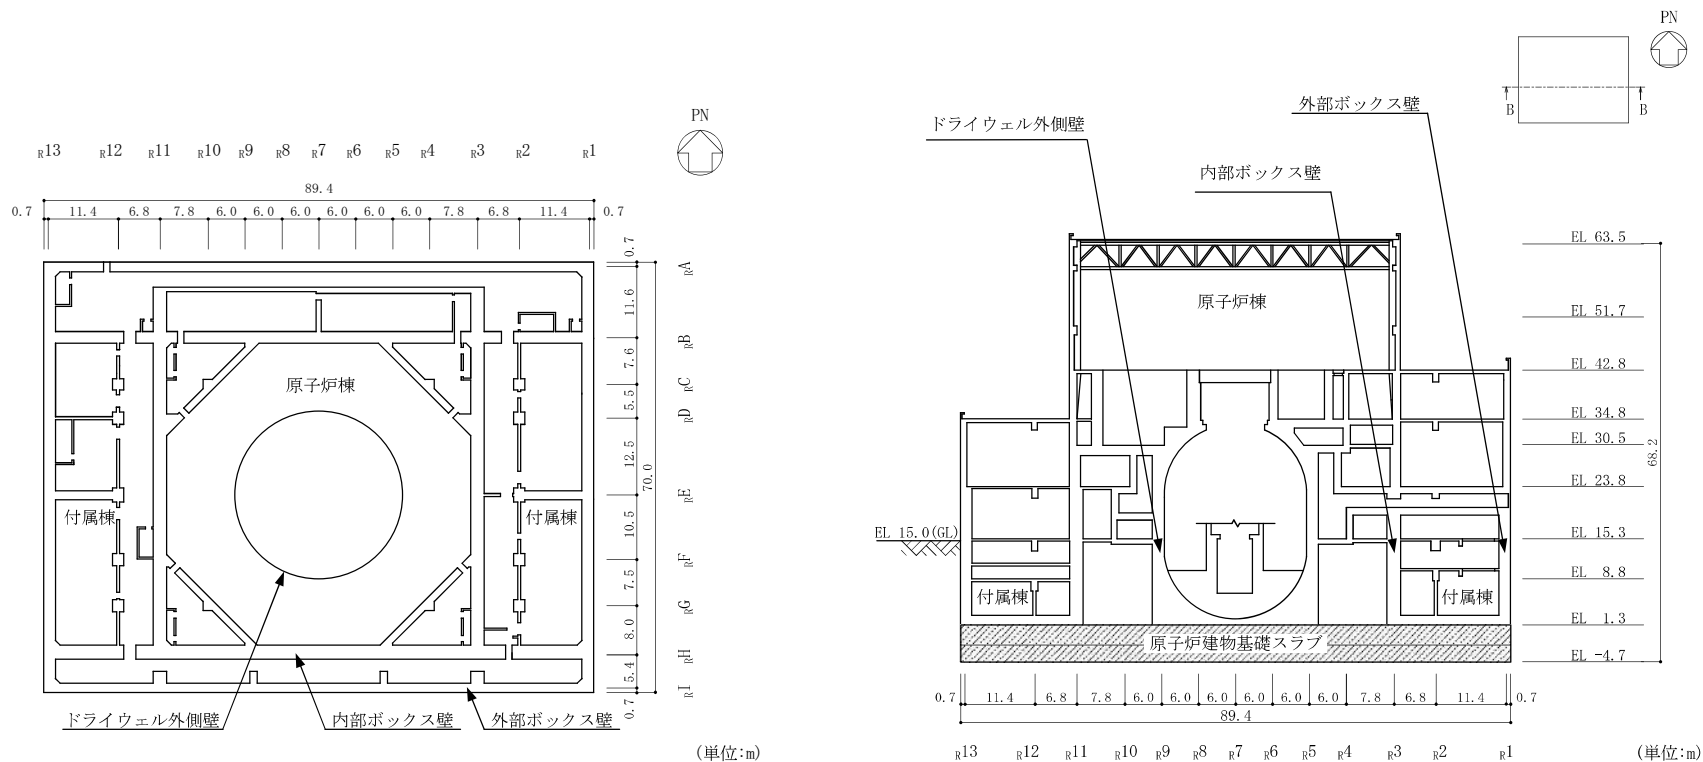 PN
R13 R12 R11 R10 R9 R8 R7 R6 R5 R4 R3 R2 R1
89.4
0.7 11.4 6.8 7.8 6.0 6.0 6.0 6.0 6.0 6.0 7.8 6.8 11.4 0.7
0.7
RA
11.6
RB
7.6
RC
5.5
RD
12.5
70.0
RE
10.5
RF
7.5
RG
8.0
RH
5.4
RI
0.7
原子炉棟
付属棟
付属棟
ドライウェル外側壁
内部ボックス壁
外部ボックス壁
(単位:m)
PN
B B
外部ボックス壁
ドライウェル外側壁
内部ボックス壁
原子炉棟
EL 63.5
EL 51.7
EL 42.8
EL 34.8
EL 30.5
EL 23.8
EL 15.3
EL 8.8
EL 1.3
EL -4.7
68.2
EL 15.0(GL)
付属棟
付属棟
原子炉建物基礎スラブ
0.7 11.4 6.8 7.8 6.0 6.0 6.0 6.0 6.0 6.0 7.8 6.8 11.4 0.7
89.4
R13 R12 R11 R10 R9 R8 R7 R6 R5 R4 R3 R2 R1
(単位:m)